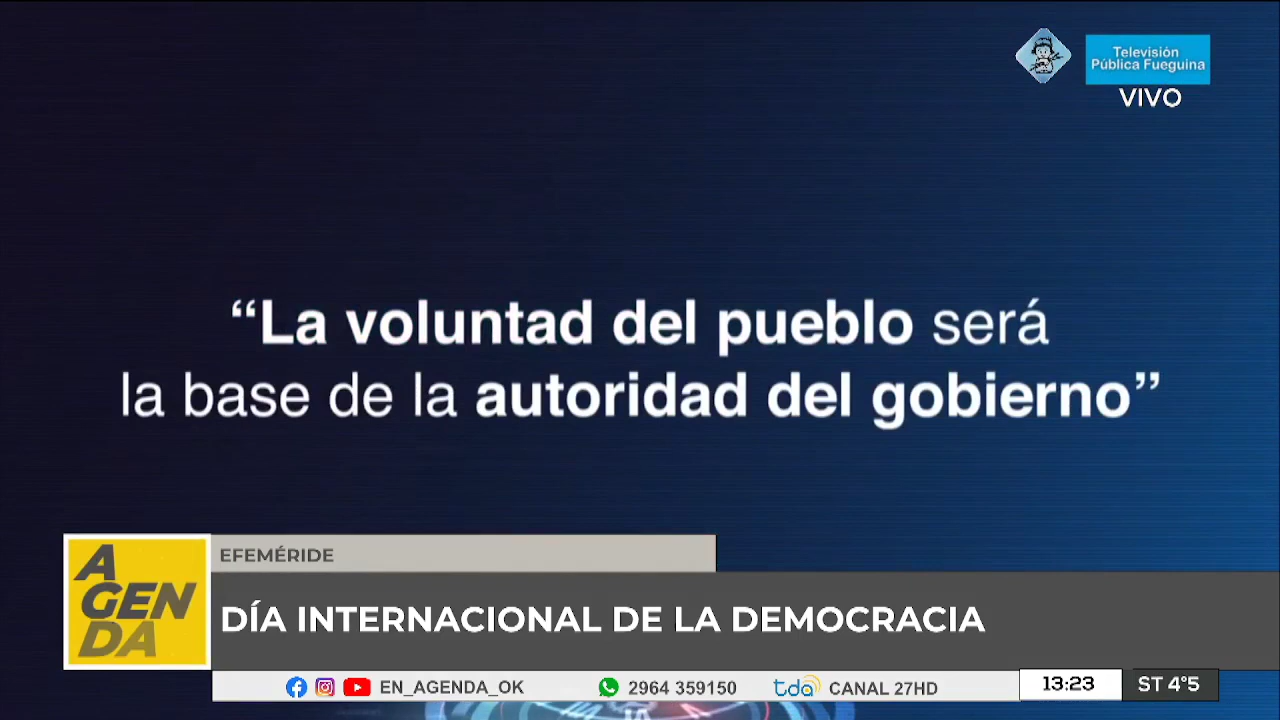 Televisión
Pública Fueguina
VIVO
“La voluntad del pueblo será
la base de la autoridad del gobierno”
A
GEN
DA
EFEMÉRIDE
DÍA INTERNACIONAL DE LA DEMOCRACIA
EN_AGENDA_OK 2964 359150 tda CANAL 27HD 13:23 ST 4°5